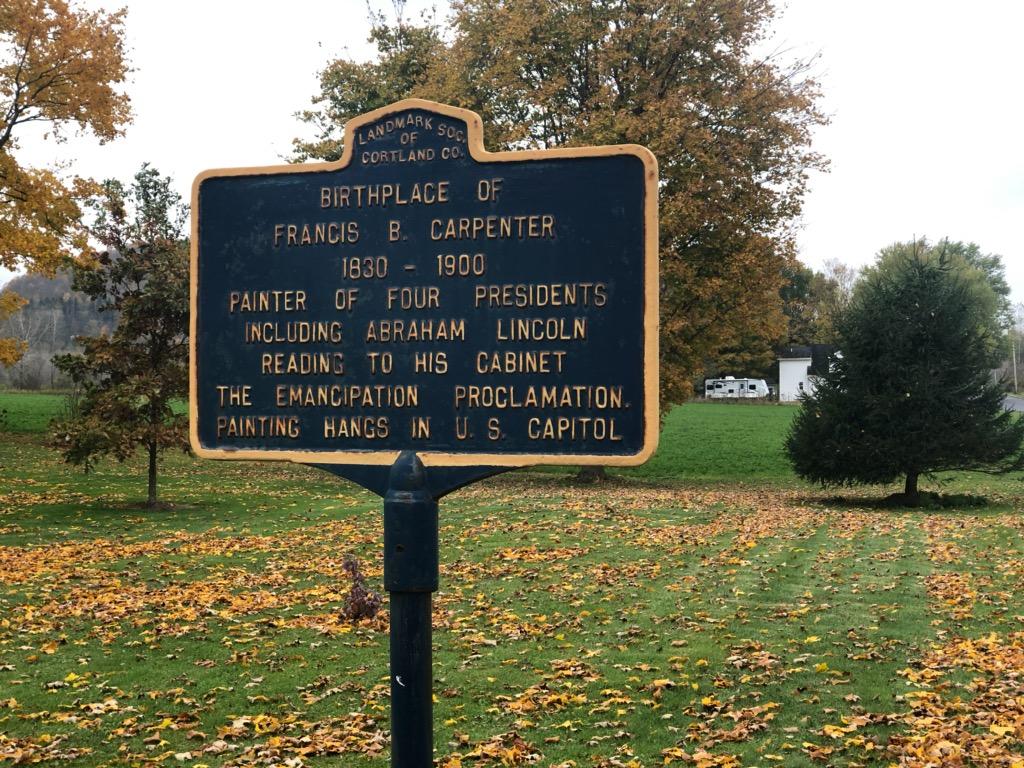 LANDMARK SOC.
OF
CORTLAND CO.
BIRTHPLACE OF
FRANCIS B. CARPENTER
1830 - 1900
PAINTER OF FOUR PRESIDENTS
INCLUDING ABRAHAM LINCOLN
READING TO HIS CABINET
THE EMANCIPATION PROCLAMATION.
PAINTING HANGS IN U. S. CAPITOL